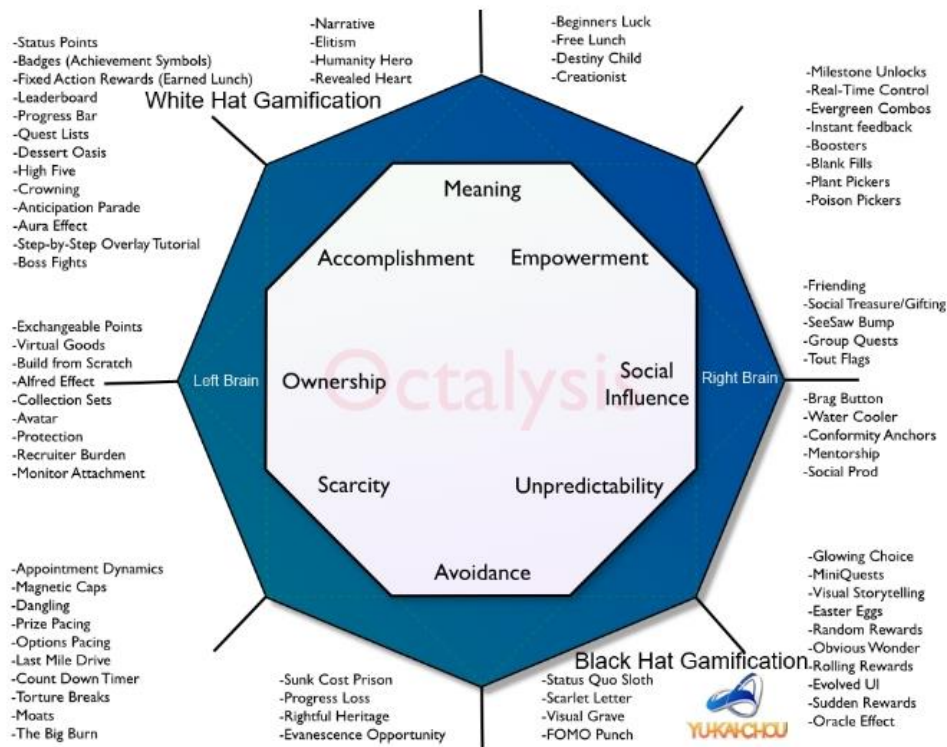 -Narrative
-Elitism
-Humanity Hero
-Revealed Heart
-Beginners Luck
-Free Lunch
-Destiny Child
-Creationist
-Status Points
-Badges (Achievement Symbols)
-Fixed Action Rewards (Earned Lunch)
-Leaderboard
-Progress Bar
-Quest Lists
-Dessert Oasis
-High Five
-Crowning
-Anticipation Parade
-Aura Effect
-Step-by-Step Overlay Tutorial
-Boss Fights
White Hat Gamification
-Milestone Unlocks
-Real-Time Control
-Evergreen Combos
-Instant feedback
-Boosters
-Blank Fills
-Plant Pickers
-Poison Pickers
Meaning
Accomplishment
Empowerment
-Exchangeable Points
-Virtual Goods
-Build from Scratch
-Alfred Effect
-Collection Sets
-Avatar
-Protection
-Recruiter Burden
-Monitor Attachment
Left Brain
Ownership
Octalysis
Social
Influence
Right Brain
-Friending
-Social Treasure/Gifting
-SeeSaw Bump
-Group Quests
-Tout Flags
-Brag Button
-Water Cooler
-Conformity Anchors
-Mentorship
-Social Prod
Scarcity
Unpredictability
Avoidance
-Appointment Dynamics
-Magnetic Caps
-Dangling
-Prize Pacing
-Options Pacing
-Last Mile Drive
-Count Down Timer
-Torture Breaks
-Moats
-The Big Burn
-Sunk Cost Prison
-Progress Loss
-Rightful Heritage
-Evanescence Opportunity
Black Hat Gamification
-Status Quo Sloth
-Scarlet Letter
-Visual Grave
-FOMO Punch
YU-KAI CHOU
-Glowing Choice
-MiniQuests
-Visual Storytelling
-Easter Eggs
-Random Rewards
-Obvious Wonder
-Rolling Rewards
-Evolved UI
-Sudden Rewards
-Oracle Effect